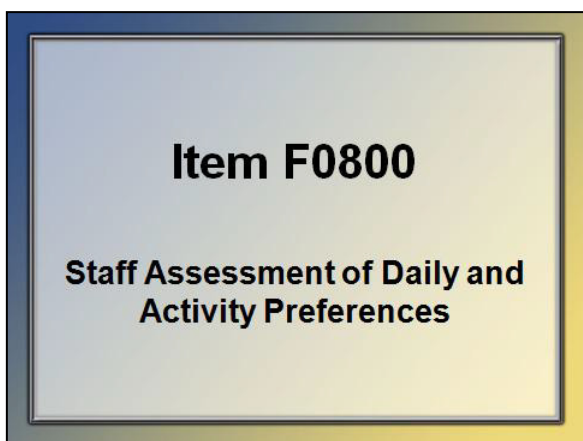 Item F0800
Staff Assessment of Daily and
Activity Preferences